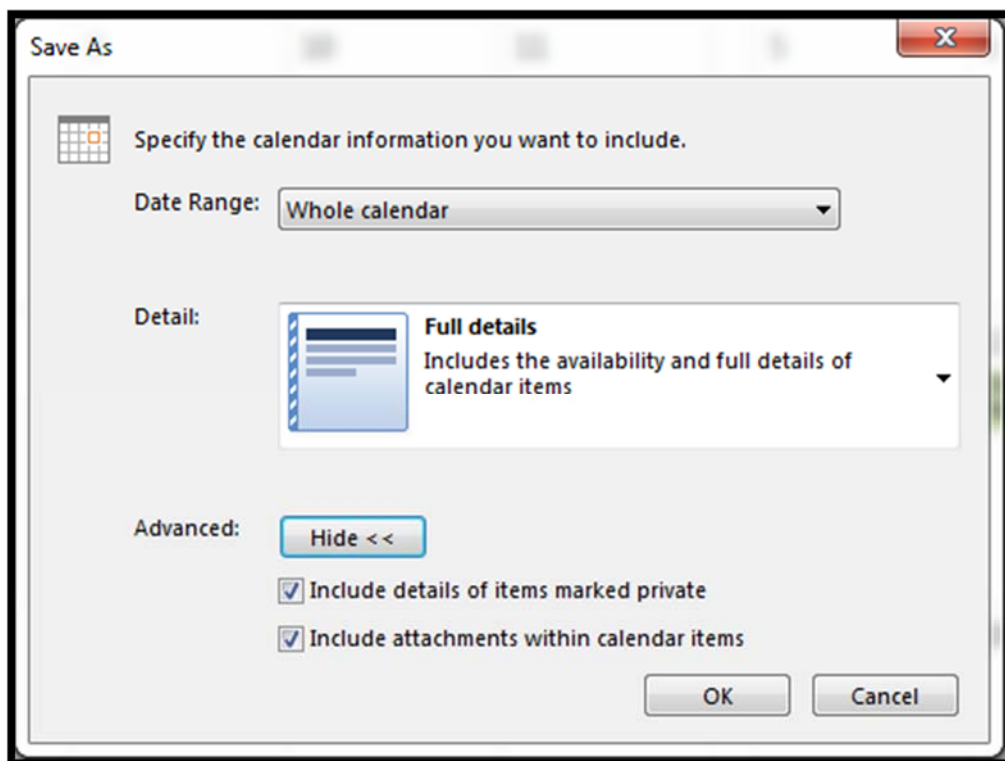 Save As
Specify the calendar information you want to include.
Date Range: Whole calendar
Detail:
Full details
Includes the availability and full details of
calendar items
Advanced: Hide <<
Include details of items marked private
Include attachments within calendar items
OK Cancel